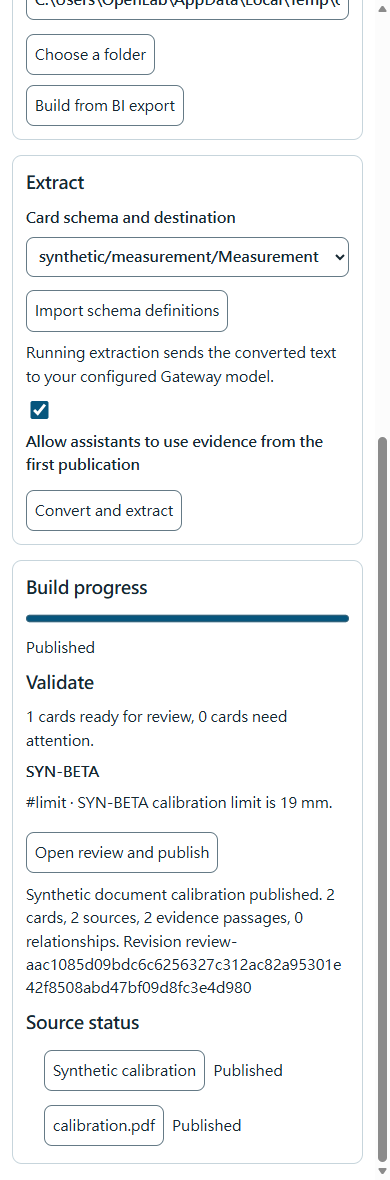 C:\Users\OpenLab\AppData\Local\Temp\
Choose a folder
Build from BI export
Extract
Card schema and destination
synthetic/measurement/Measurement
Import schema definitions
Running extraction sends the converted text
to your configured Gateway model.
Allow assistants to use evidence from the
first publication
Convert and extract
Build progress
Published
Validate
1 cards ready for review, 0 cards need
attention.
SYN-BETA
#limit · SYN-BETA calibration limit is 19 mm.
Open review and publish
Synthetic document calibration published. 2
cards, 2 sources, 2 evidence passages, 0
relationships. Revision review-
aac1085d09bdc6c6256327c312ac82a95301e
42f8508abd47bf09d8fc3e4d980
Source status
Synthetic calibration Published
calibration.pdf Published